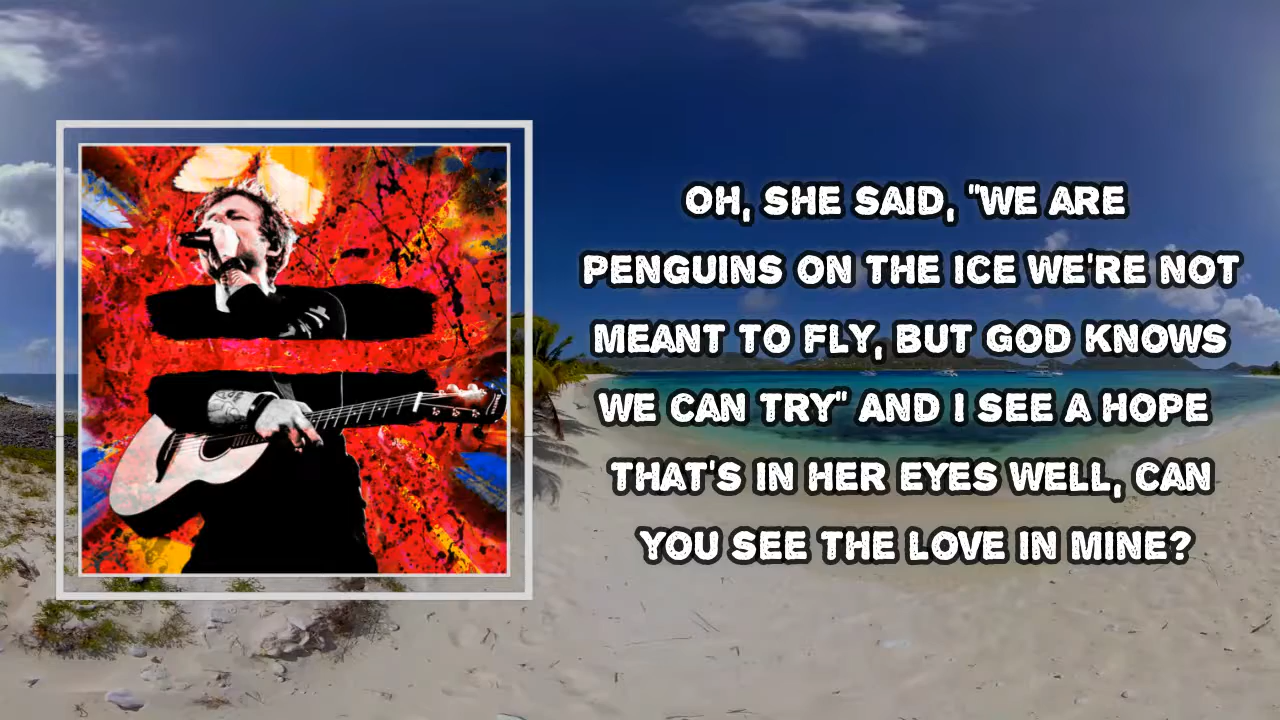 OH, SHE SAID, "WE ARE
PENGUINS ON THE ICE WE'RE NOT
MEANT TO FLY, BUT GOD KNOWS
WE CAN TRY" AND I SEE A HOPE
THAT'S IN HER EYES WELL, CAN
YOU SEE THE LOVE IN MINE?